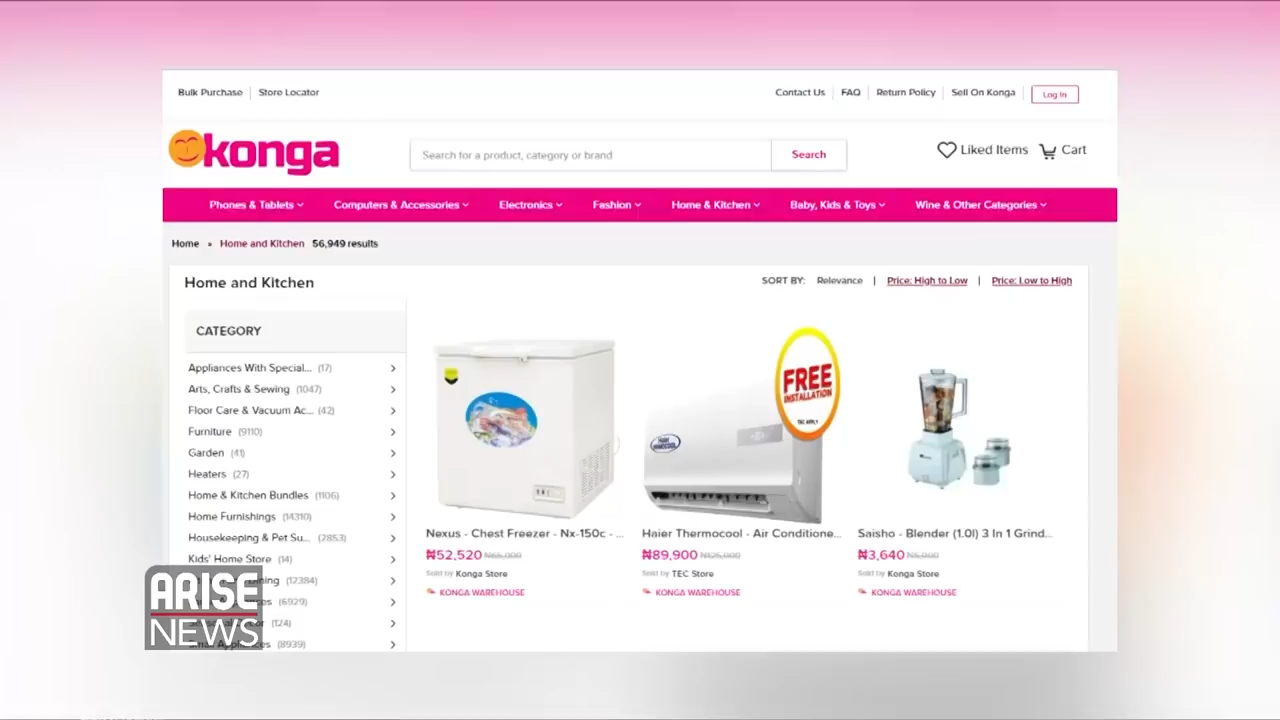 Bulk Purchase | Store Locator
Contact Us | FAQ | Return Policy | Sell On Konga
Log In
konga
Search for a product, category or brand
Search
Liked Items
Cart
Phones & Tablets
Computers & Accessories
Electronics
Fashion
Home & Kitchen
Baby, Kids & Toys
Wine & Other Categories
Home » Home and Kitchen 56,949 results
Home and Kitchen
SORT BY: Relevance | Price: High to Low | Price: Low to High
CATEGORY
Appliances With Special... (17)
Arts, Crafts & Sewing (1047)
Floor Care & Vacuum Ac... (42)
Furniture (9110)
Garden (41)
Heaters (27)
Home & Kitchen Bundles (1106)
Home Furnishings (14310)
Housekeeping & Pet Su... (2853)
Kids' Home Store (14)
(12384)
(6929)
(124)
Small Appliances (8939)
ARISE
NEWS
FREE
INSTALLATION
T&C APPLY
Nexus - Chest Freezer - Nx-150c - ...
₦52,520
Sold by Konga Store
KONGA WAREHOUSE
Haier Thermocool - Air Conditione...
₦89,900 ₦125,000
Sold by TEC Store
KONGA WAREHOUSE
Saisho - Blender (1.0l) 3 In 1 Grind...
₦3,640 ₦5,000
Sold by Konga Store
KONGA WAREHOUSE